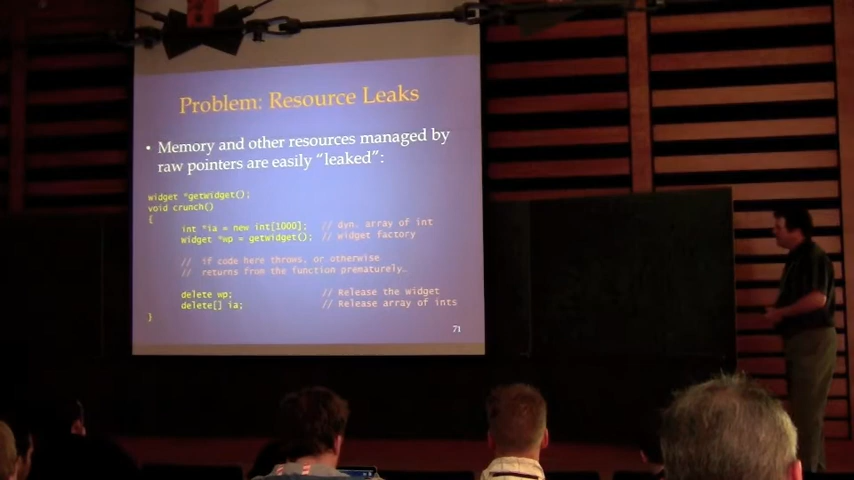 Problem: Resource Leaks
• Memory and other resources managed by
raw pointers are easily “leaked”:
widget *getwidget();
void crunch()
{
int *ia = new int[1000]; // dyn. array of int
widget *wp = getwidget(); // widget factory
// if code here throws, or otherwise
// returns from the function prematurely…
delete wp; // Release the widget
delete[] ia; // Release array of ints
}
71